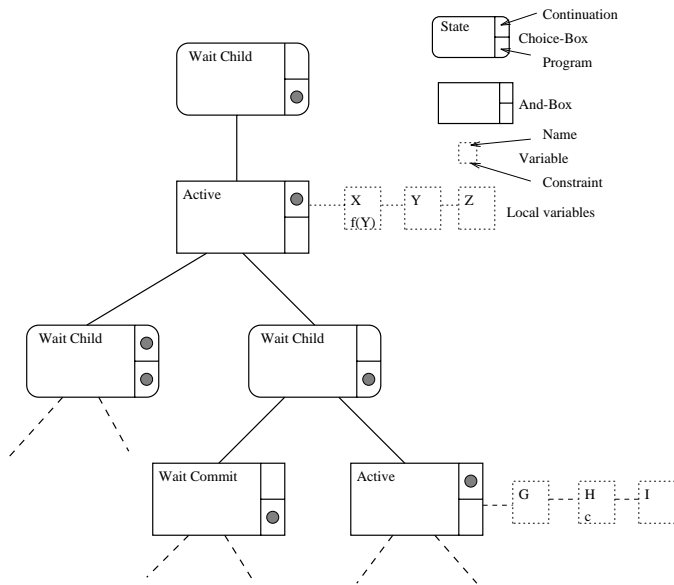 Continuation
State
Choice-Box
Wait Child
Program
And-Box
Name
Variable
Constraint
Active
X
Y
Z
f(Y)
Local variables
Wait Child
Wait Child
Wait Commit
Active
G
H
I
c